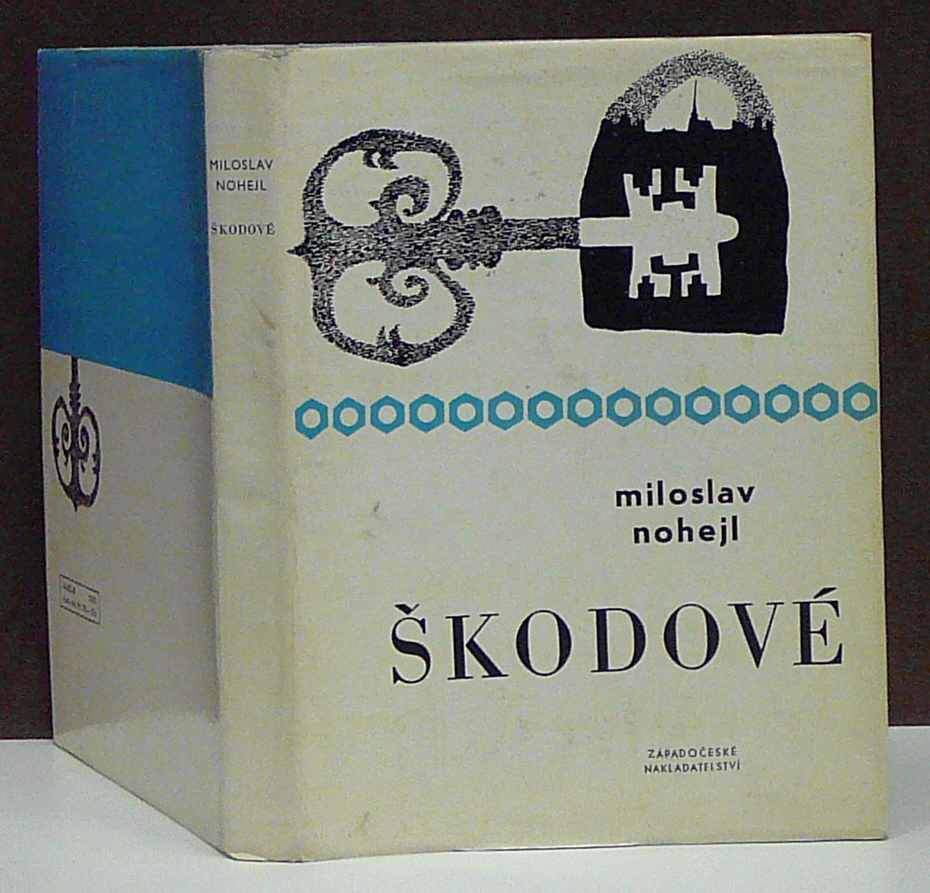 MILOSLAV
NOHEJL
ŠKODOVÉ
miloslav
nohejl
ŠKODOVÉ
ZÁPADOČESKÉ
NAKLADATELSTVÍ